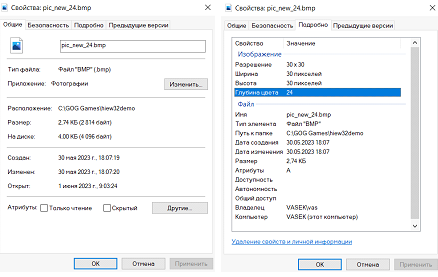 Свойства: pic_new_24.bmp
Общие Безопасность Подробно Предыдущие версии
pic_new_24.bmp
Тип файла: Файл "BMP" (.bmp)
Приложение: Фотографии Изменить...
Расположение: C:\GOG Games\hiew32demo
Размер: 2,74 КБ (2 814 байт)
На диске: 4,00 КБ (4 096 байт)
Создан: 30 мая 2023 г., 18:07:19
Изменен: 30 мая 2023 г., 18:07:20
Открыт: 1 июня 2023 г., 9:03:24
Атрибуты: Только чтение Скрытый Другие...
ОК Отмена Применить
Свойства: pic_new_24.bmp
Общие Безопасность Подробно Предыдущие версии
Свойство Значение
Изображение
Разрешение 30 x 30
Ширина 30 пикселей
Высота 30 пикселей
Глубина цвета 24
Файл
Имя pic_new_24.bmp
Тип элемента Файл "BMP"
Путь к папке C:\GOG Games\hiew32demo
Дата создания 30.05.2023 18:07
Дата изменения 30.05.2023 18:07
Размер 2,74 КБ
Атрибуты A
Доступность
Автономность
Общий доступ
Владелец VASEK\vas
Компьютер VASEK (этот компьютер)
Удаление свойств и личной информации
ОК Отмена Применить